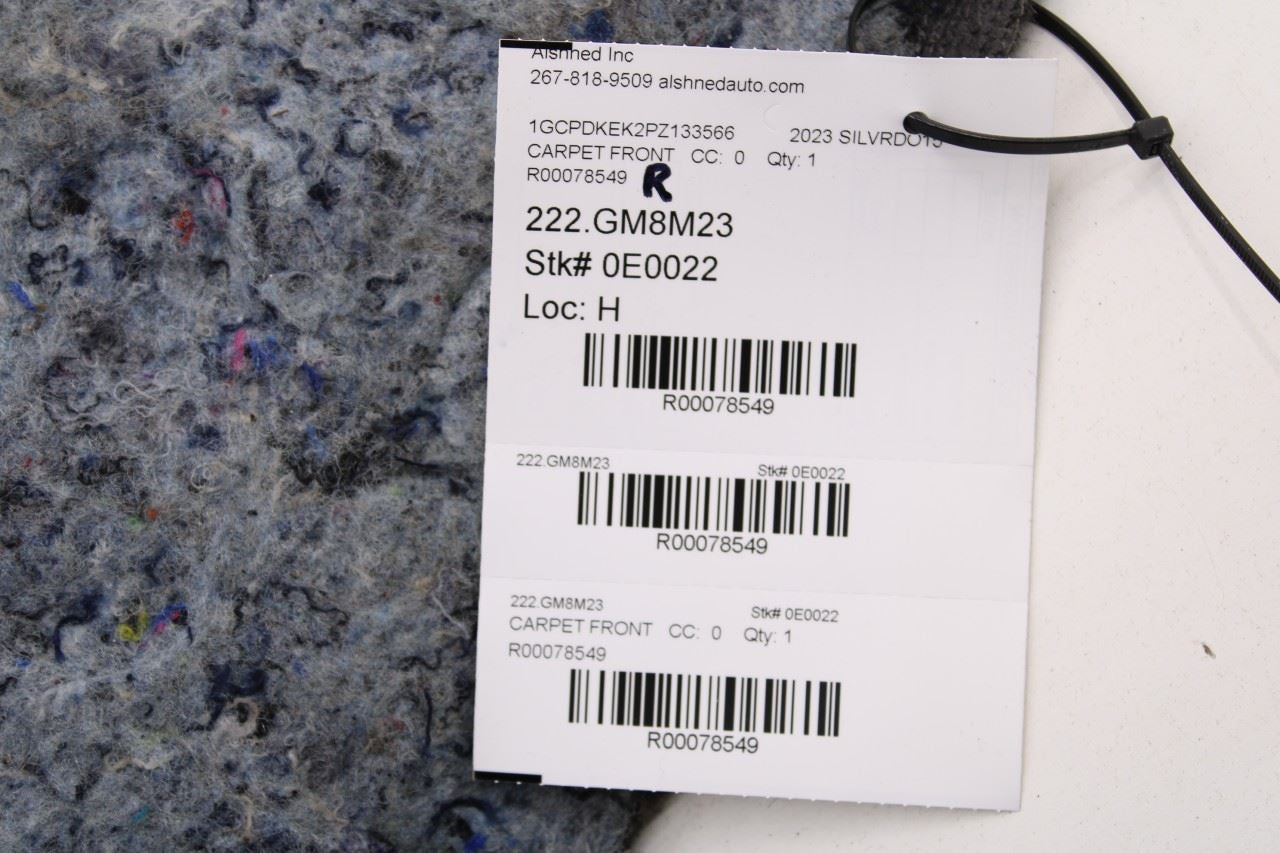 Alshned Inc
267-818-9509 alshnedauto.com
1GCPDKEK2PZ133566 2023 SILVRDO15
CARPET FRONT CC: 0 Qty: 1
R00078549 R
222.GM8M23
Stk# 0E0022
Loc: H
R00078549
222.GM8M23 Stk# 0E0022
R00078549
222.GM8M23 Stk# 0E0022
CARPET FRONT CC: 0 Qty: 1
R00078549
R00078549